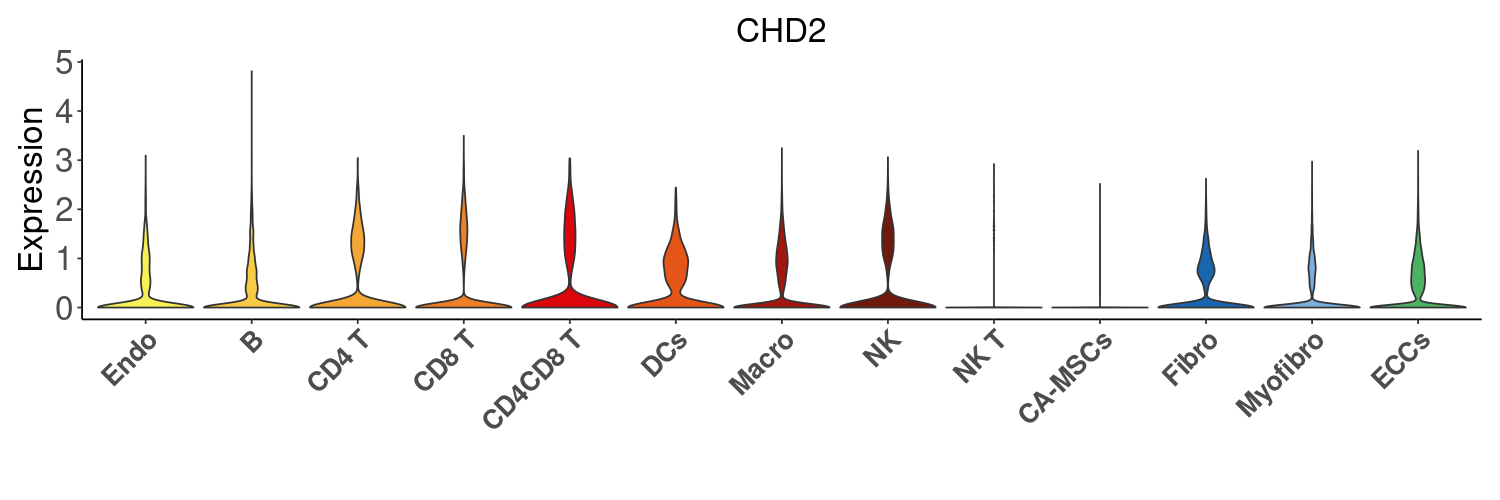 CHD2
Expression
5
4
3
2
1
0
Endo
B
CD4 T
CD8 T
CD4CD8 T
DCs
Macro
NK
NK T
CA-MSCs
Fibro
Myofibro
ECCs